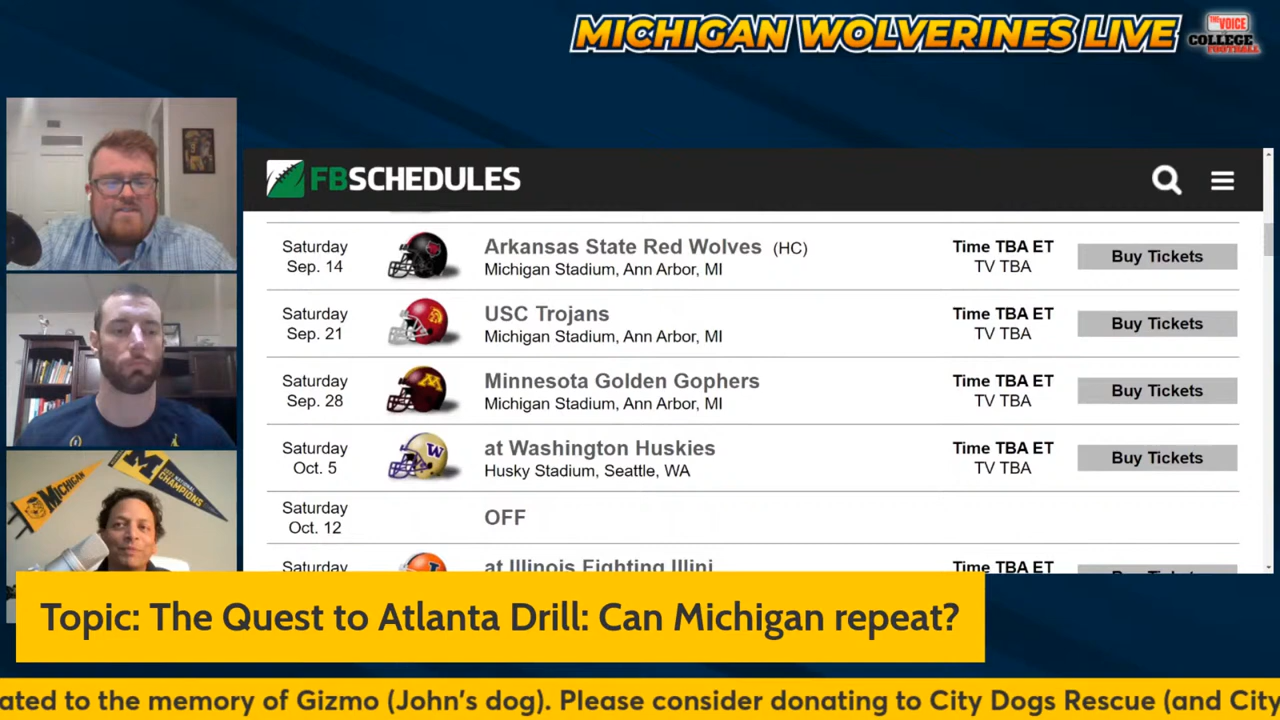 MICHIGAN WOLVERINES LIVE
THE VOICE
COLLEGE
FOOTBALL
FBSCHEDULES
Saturday
Sep. 14
Arkansas State Red Wolves (HC)
Michigan Stadium, Ann Arbor, MI
Time TBA ET
TV TBA
Buy Tickets
Saturday
Sep. 21
USC Trojans
Michigan Stadium, Ann Arbor, MI
Time TBA ET
TV TBA
Buy Tickets
Saturday
Sep. 28
M
Minnesota Golden Gophers
Michigan Stadium, Ann Arbor, MI
Time TBA ET
TV TBA
Buy Tickets
Saturday
Oct. 5
W
at Washington Huskies
Husky Stadium, Seattle, WA
Time TBA ET
TV TBA
Buy Tickets
Saturday
Oct. 12
OFF
Saturday
at Illinois Fighting Illini
Time TBA ET
MICHIGAN
M
NATIONAL
CHAMPIONS
Topic: The Quest to Atlanta Drill: Can Michigan repeat?
ated to the memory of Gizmo (John's dog). Please consider donating to City Dogs Rescue (and City